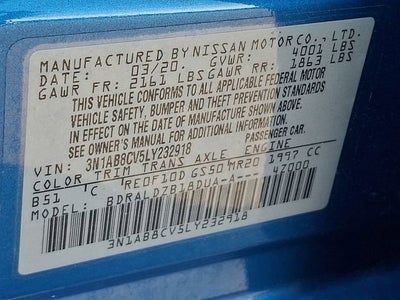 MANUFACTURED BY NISSAN MOTOR CO., LTD.
DATE: 03/20. GVWR: 4001 LBS
GAWR FR: 2161 LBS GAWR RR: 1863 LBS
THIS VEHICLE CONFORMS TO ALL APPLICABLE FEDERAL MOTOR
VEHICLE SAFETY, BUMPER AND THEFT PREVENTION STANDARDS
IN EFFECT ON THE DATE OF MANUFACTURE SHOWN ABOVE.
SEE OWNER'S MANUAL FOR ADDITIONAL INFORMATION
VIN: 3N1AB8CV5LY232918 PASSENGER CAR
COLOR TRIM TRANS AXLE ENGINE
B51 C RE0F10D GS50 MR20 1997 CC
BDRALDZB18DUA-A--- 4Z000
3N1AB8CV5LY232918